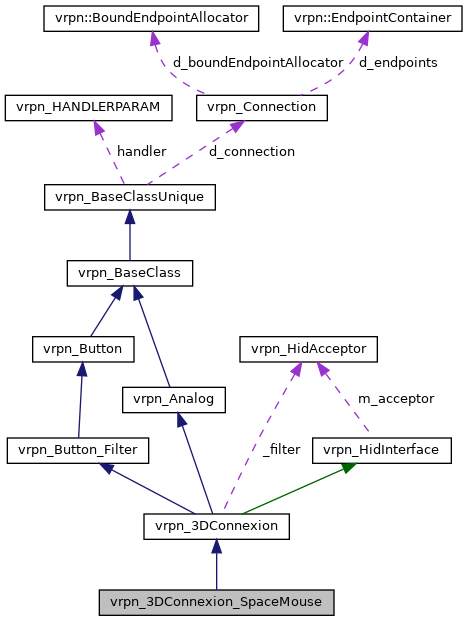 vrpn::BoundEndpointAllocator
vrpn::EndpointContainer
d_boundEndpointAllocator
d_endpoints
vrpn_HANDLERPARAM
vrpn_Connection
handler
d_connection
vrpn_BaseClassUnique
vrpn_BaseClass
vrpn_Button
vrpn_HidAcceptor
vrpn_Analog
m_acceptor
vrpn_Button_Filter
_filter
vrpn_HidInterface
vrpn_3DConnexion
vrpn_3DConnexion_SpaceMouse